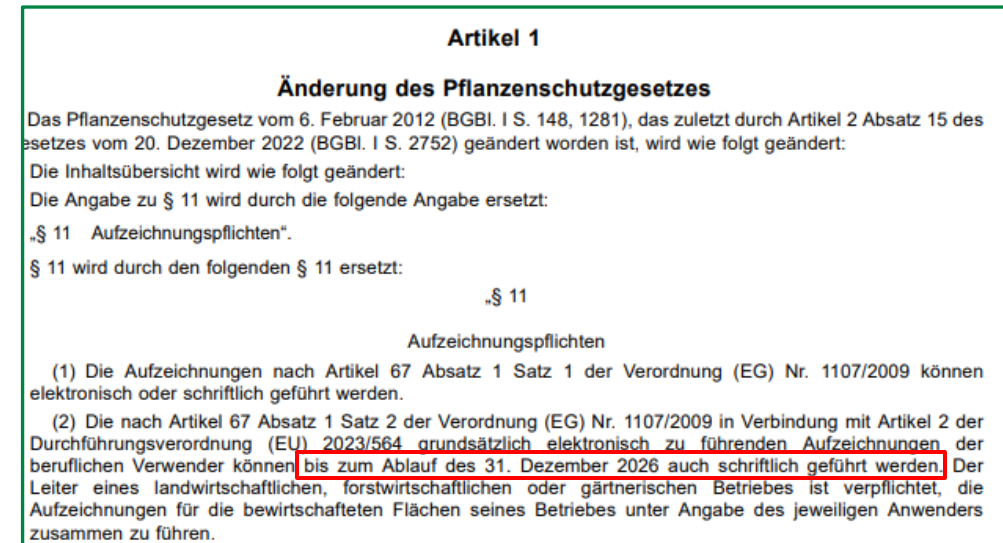 Artikel 1
Änderung des Pflanzenschutzgesetzes
Das Pflanzenschutzgesetz vom 6. Februar 2012 (BGBl. I S. 148, 1281), das zuletzt durch Artikel 2 Absatz 15 des
esetzes vom 20. Dezember 2022 (BGBl. I S. 2752) geändert worden ist, wird wie folgt geändert:
Die Inhaltsübersicht wird wie folgt geändert:
Die Angabe zu § 11 wird durch die folgende Angabe ersetzt:
„§ 11 Aufzeichnungspflichten“.
§ 11 wird durch den folgenden § 11 ersetzt:
„§ 11
Aufzeichnungspflichten
(1) Die Aufzeichnungen nach Artikel 67 Absatz 1 Satz 1 der Verordnung (EG) Nr. 1107/2009 können
elektronisch oder schriftlich geführt werden.
(2) Die nach Artikel 67 Absatz 1 Satz 2 der Verordnung (EG) Nr. 1107/2009 in Verbindung mit Artikel 2 der
Durchführungsverordnung (EU) 2023/564 grundsätzlich elektronisch zu führenden Aufzeichnungen der
beruflichen Verwender können bis zum Ablauf des 31. Dezember 2026 auch schriftlich geführt werden. Der
Leiter eines landwirtschaftlichen, forstwirtschaftlichen oder gärtnerischen Betriebes ist verpflichtet, die
Aufzeichnungen für die bewirtschafteten Flächen seines Betriebes unter Angabe des jeweiligen Anwenders
zusammen zu führen.